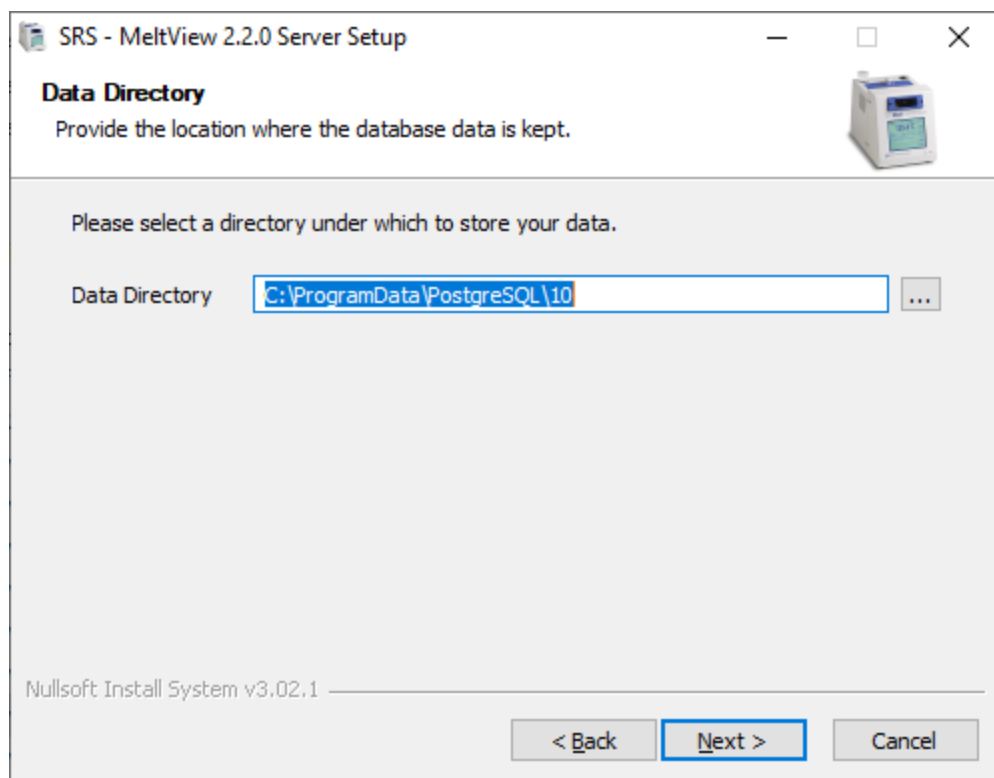 SRS - MeltView 2.2.0 Server Setup
Data Directory
Provide the location where the database data is kept.
Please select a directory under which to store your data.
Data Directory C:\ProgramData\PostgreSQL\10 ...
Nullsoft Install System v3.02.1
< Back Next > Cancel